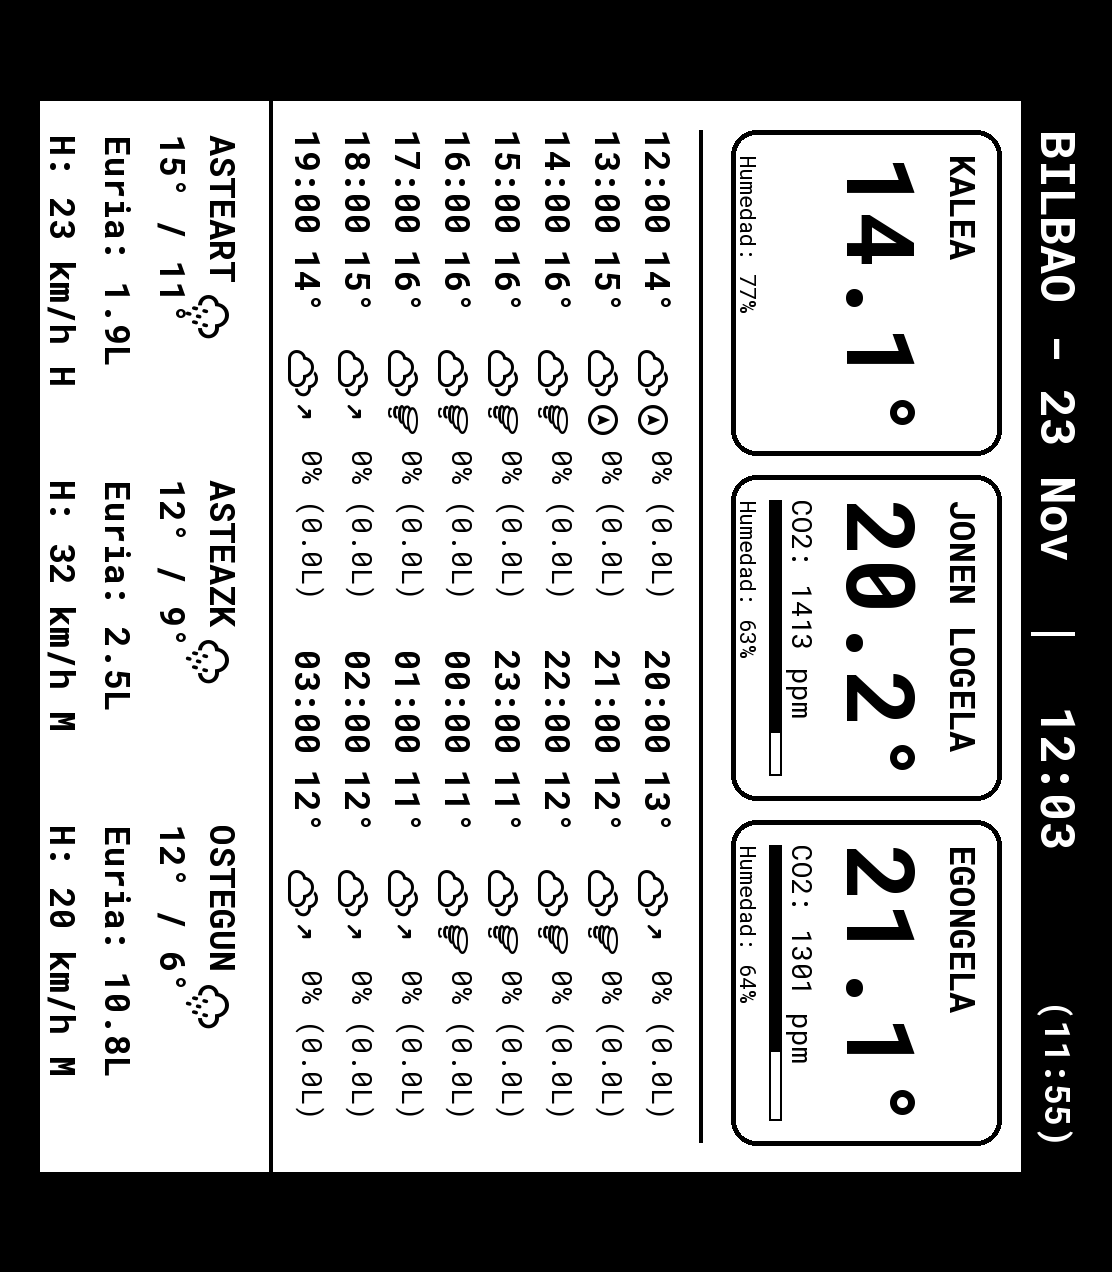 BILBAO - 23 Nov | 12:03 (11:55)
KALEA
14.1°
Humedad: 77%
JONEN LOGELA
20.2°
CO2: 1413 ppm
Humedad: 63%
EGONGELA
21.1°
CO2: 1301 ppm
Humedad: 64%
12:00 14° 0% (0.0L)
13:00 15° 0% (0.0L)
14:00 16° 0% (0.0L)
15:00 16° 0% (0.0L)
16:00 16° 0% (0.0L)
17:00 16° 0% (0.0L)
18:00 15° ↗ 0% (0.0L)
19:00 14° ↗ 0% (0.0L)
20:00 13° ↗ 0% (0.0L)
21:00 12° 0% (0.0L)
22:00 12° 0% (0.0L)
23:00 11° 0% (0.0L)
00:00 11° 0% (0.0L)
01:00 11° ↗ 0% (0.0L)
02:00 12° ↗ 0% (0.0L)
03:00 12° ↗ 0% (0.0L)
ASTEART
15° / 11°
Euria: 1.9L
H: 23 km/h H
ASTEAZK
12° / 9°
Euria: 2.5L
H: 32 km/h M
OSTEGUN
12° / 6°
Euria: 10.8L
H: 20 km/h M